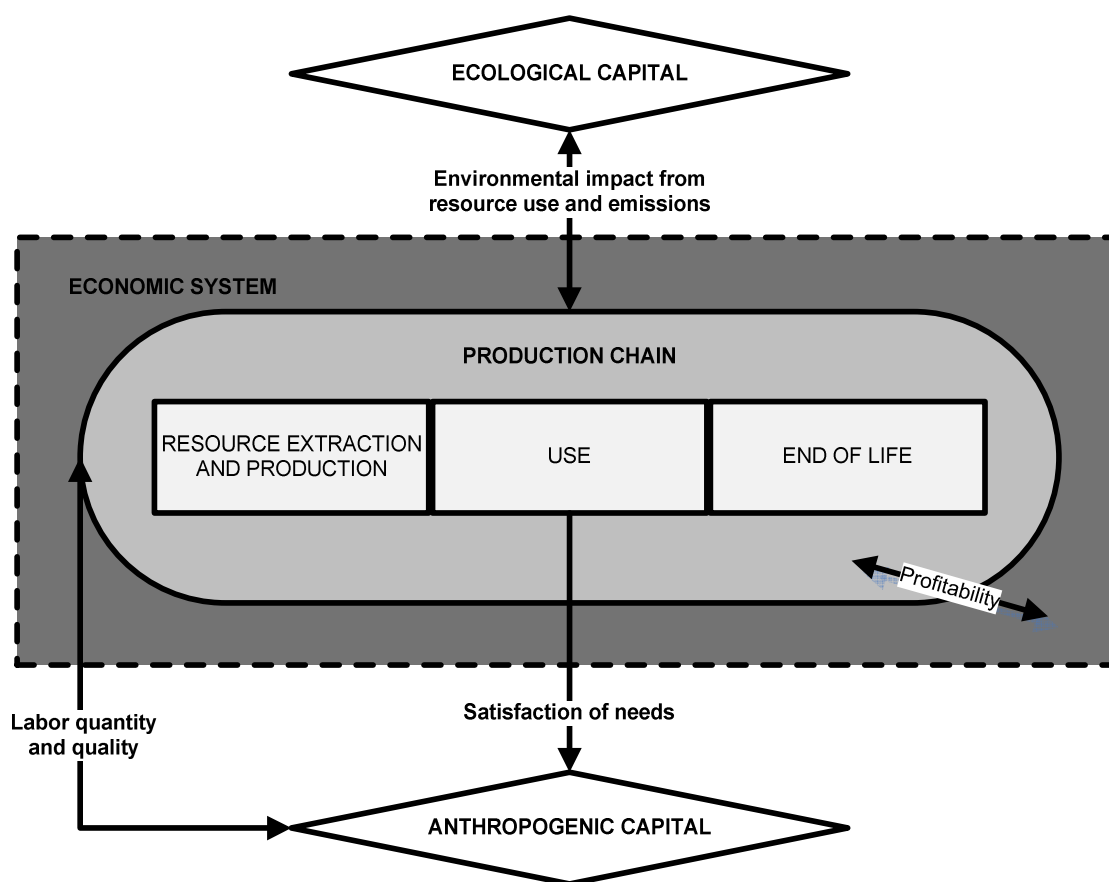 ECOLOGICAL CAPITAL
Environmental impact from
resource use and emissions
ECONOMIC SYSTEM
PRODUCTION CHAIN
RESOURCE EXTRACTION
AND PRODUCTION
USE
END OF LIFE
Profitability
Labor quantity
and quality
Satisfaction of needs
ANTHROPOGENIC CAPITAL